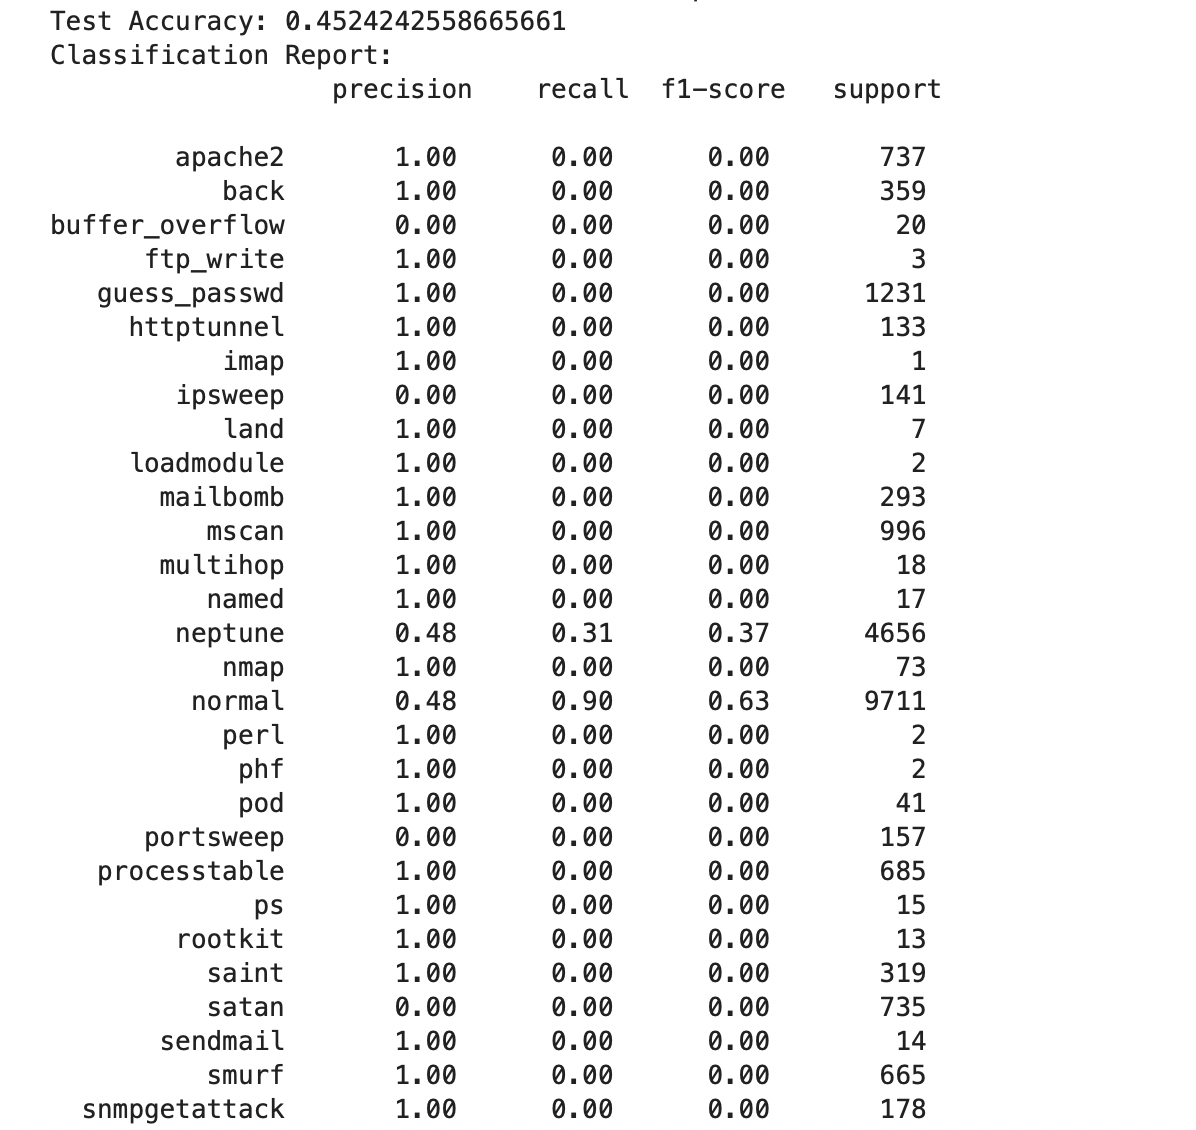 Test Accuracy: 0.4524242558665661
Classification Report:
precision recall f1-score support
apache2 1.00 0.00 0.00 737
back 1.00 0.00 0.00 359
buffer_overflow 0.00 0.00 0.00 20
ftp_write 1.00 0.00 0.00 3
guess_passwd 1.00 0.00 0.00 1231
httptunnel 1.00 0.00 0.00 133
imap 1.00 0.00 0.00 1
ipsweep 0.00 0.00 0.00 141
land 1.00 0.00 0.00 7
loadmodule 1.00 0.00 0.00 2
mailbomb 1.00 0.00 0.00 293
mscan 1.00 0.00 0.00 996
multihop 1.00 0.00 0.00 18
named 1.00 0.00 0.00 17
neptune 0.48 0.31 0.37 4656
nmap 1.00 0.00 0.00 73
normal 0.48 0.90 0.63 9711
perl 1.00 0.00 0.00 2
phf 1.00 0.00 0.00 2
pod 1.00 0.00 0.00 41
portsweep 0.00 0.00 0.00 157
processtable 1.00 0.00 0.00 685
ps 1.00 0.00 0.00 15
rootkit 1.00 0.00 0.00 13
saint 1.00 0.00 0.00 319
satan 0.00 0.00 0.00 735
sendmail 1.00 0.00 0.00 14
smurf 1.00 0.00 0.00 665
snmpgetattack 1.00 0.00 0.00 178